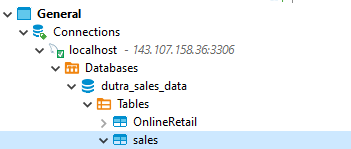 General
Connections
localhost - 143.107.158.36:3306
Databases
dutra_sales_data
Tables
OnlineRetail
sales